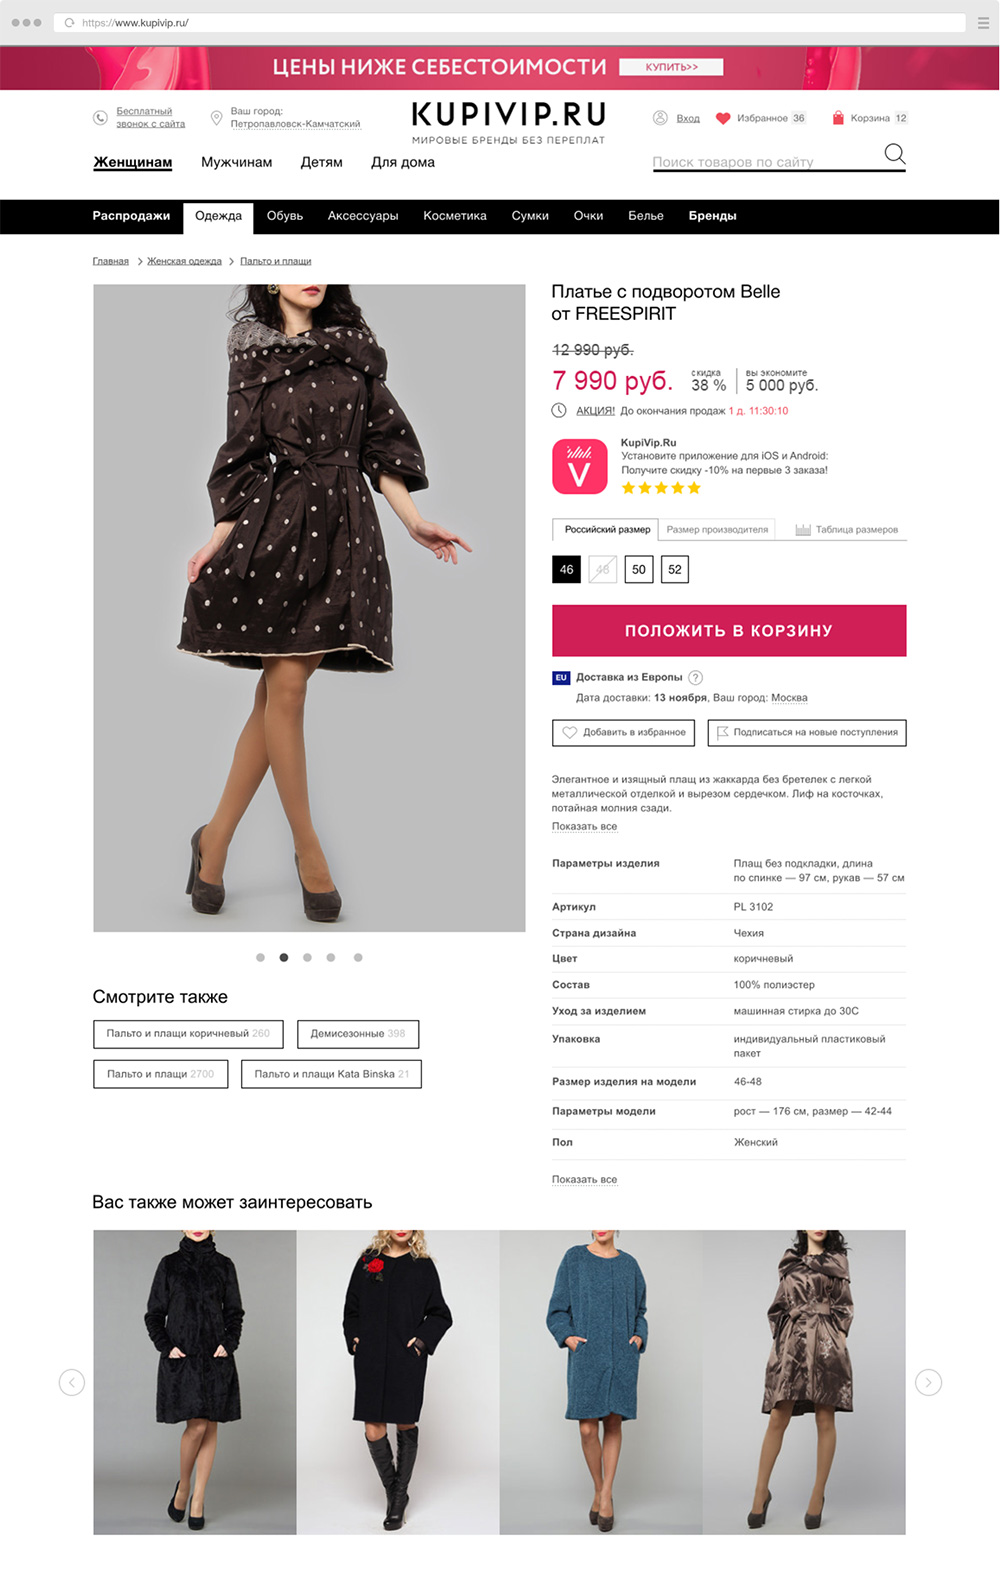 https://www.kupivip.ru/
ЦЕНЫ НИЖЕ СЕБЕСТОИМОСТИ
КУПИТЬ>>
Бесплатный
звонок с сайта
Ваш город:
Петропавловск-Камчатский
KUPIVIP.RU
МИРОВЫЕ БРЕНДЫ БЕЗ ПЕРЕПЛАТ
Вход
Избранное 36
Корзина 12
Женщинам Мужчинам Детям Для дома
Поиск товаров по сайту
Распродажи Одежда Обувь Аксессуары Косметика Сумки Очки Белье Бренды
Главная > Женская одежда > Пальто и плащи
Платье с подворотом Belle
от FREESPIRIT
12 990 руб.
7 990 руб.
скидка
38 %
вы экономите
5 000 руб.
АКЦИЯ! До окончания продаж 1 д. 11:30:10
V
KupiVip.Ru
Установите приложение для iOS и Android:
Получите скидку -10% на первые 3 заказа!
Российский размер Размер производителя Таблица размеров
46 48 50 52
ПОЛОЖИТЬ В КОРЗИНУ
EU Доставка из Европы ?
Дата доставки: 13 ноября, Ваш город: Москва
Добавить в избранное
Подписаться на новые поступления
Элегантное и изящный плащ из жаккарда без бретелек с легкой
металлической отделкой и вырезом сердечком. Лиф на косточках,
потайная молния сзади.
Показать все
Параметры изделия Плащ без подкладки, длина
по спинке — 97 см, рукав — 57 см
Артикул PL 3102
Страна дизайна Чехия
Цвет коричневый
Состав 100% полиэстер
Уход за изделием машинная стирка до 30С
Упаковка индивидуальный пластиковый
пакет
Размер изделия на модели 46-48
Параметры модели рост — 176 см, размер — 42-44
Пол Женский
Показать все
Смотрите также
Пальто и плащи коричневый 260
Демисезонные 398
Пальто и плащи 2700
Пальто и плащи Kata Binska 21
Вас также может заинтересовать